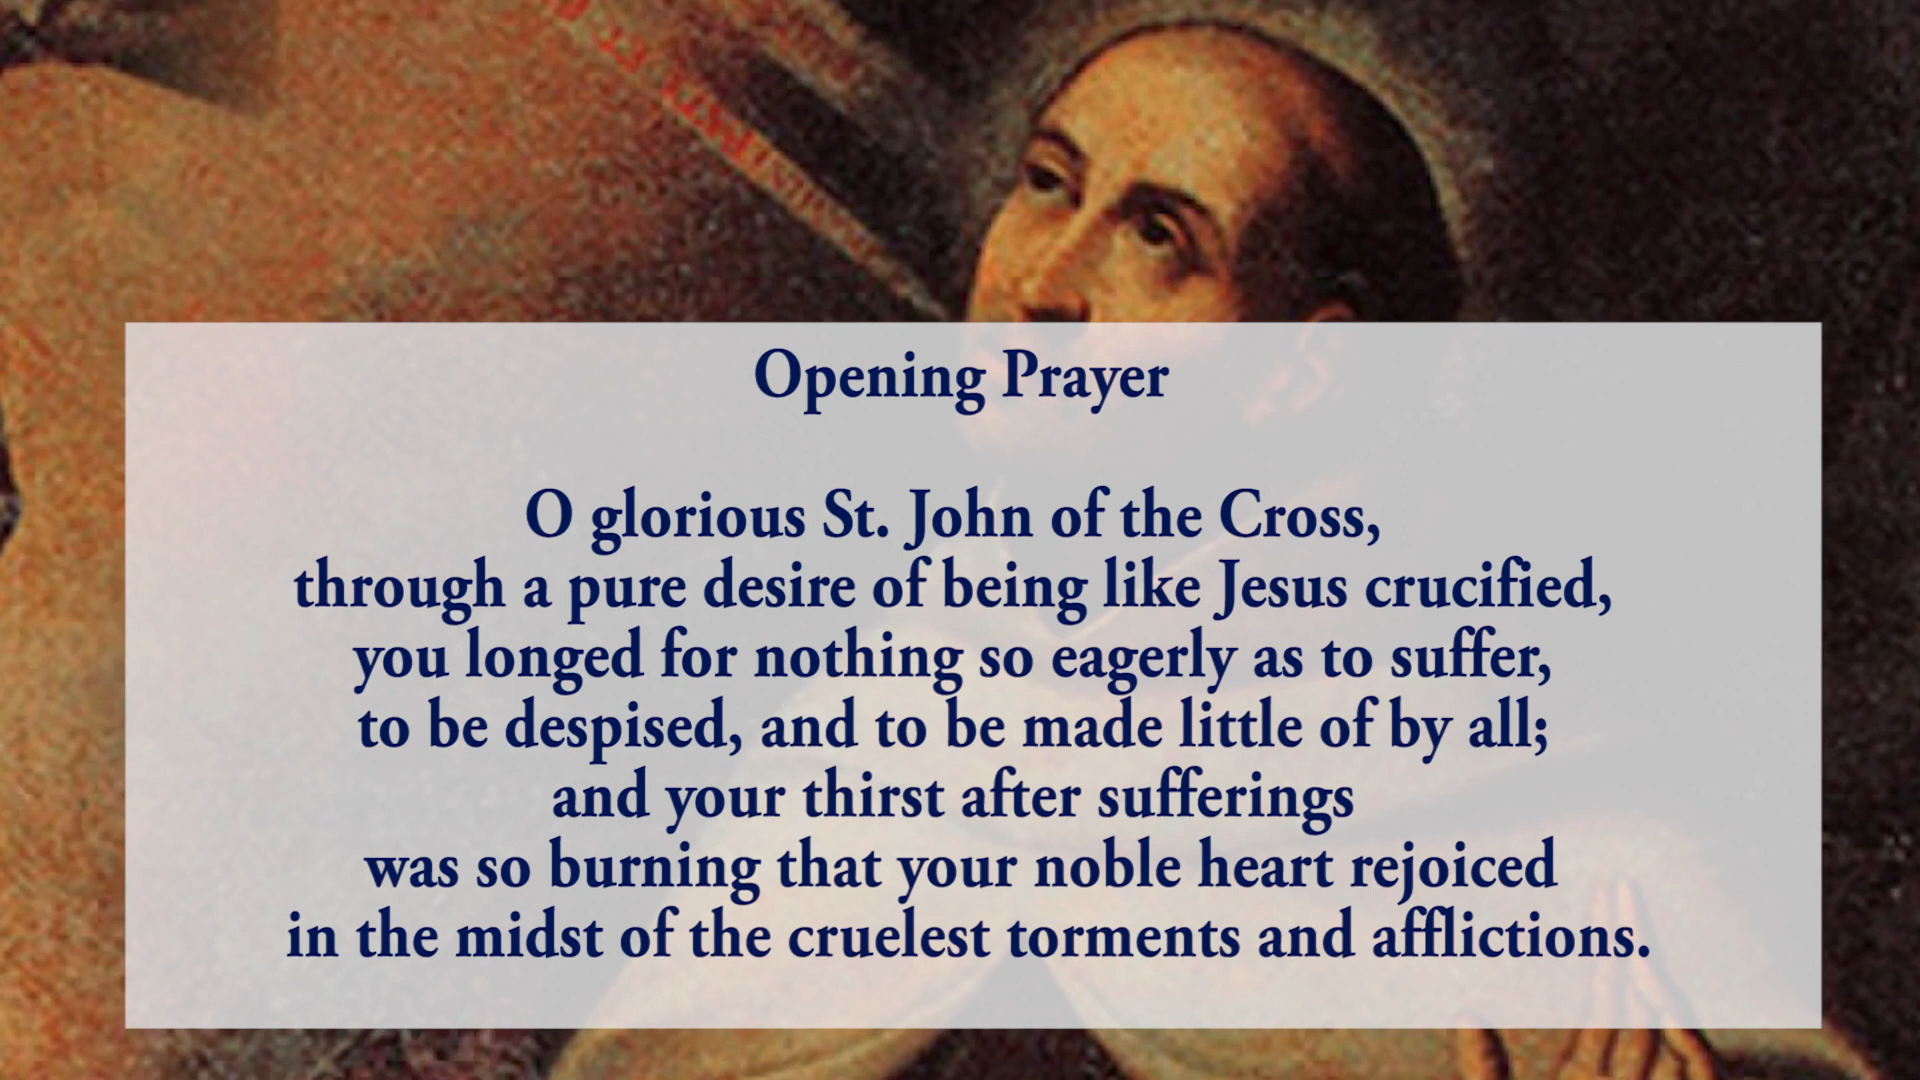 Opening Prayer
O glorious St. John of the Cross,
through a pure desire of being like Jesus crucified,
you longed for nothing so eagerly as to suffer,
to be despised, and to be made little of by all;
and your thirst after sufferings
was so burning that your noble heart rejoiced
in the midst of the cruelest torments and afflictions.